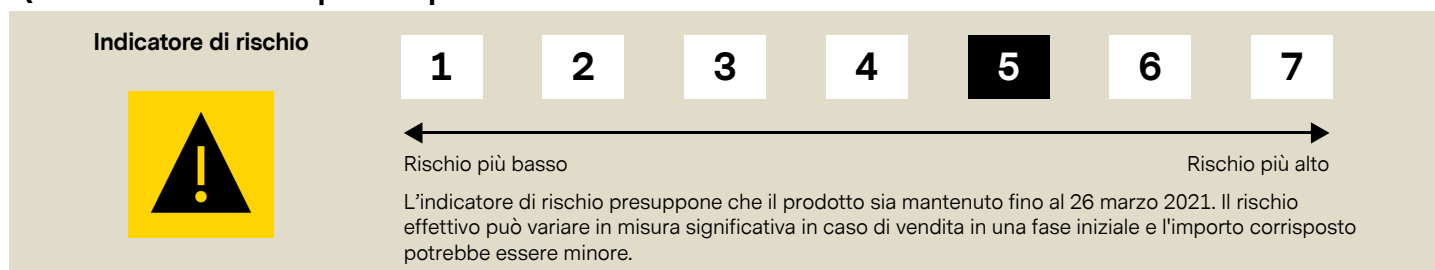 Indicatore di rischio
1 2 3 4 5 6 7
Rischio più basso Rischio più alto
L'indicatore di rischio presuppone che il prodotto sia mantenuto fino al 26 marzo 2021. Il rischio
effettivo può variare in misura significativa in caso di vendita in una fase iniziale e l'importo corrisposto
potrebbe essere minore.